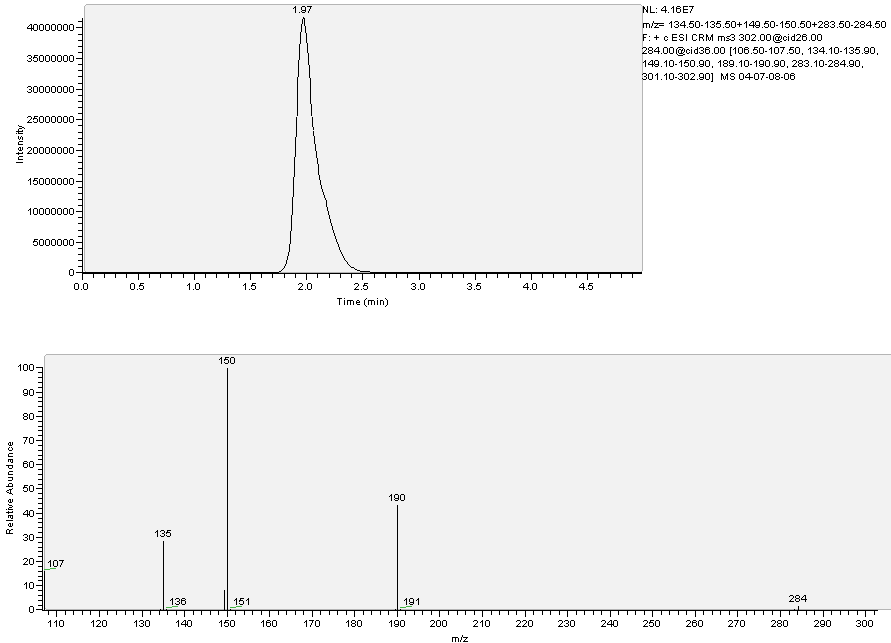 1.97
NL: 4.16E7
m/z= 134.50-135.50+149.50-150.50+283.50-284.50
F: + c ESI CRM ms3 302.00@cid26.00
284.00@cid36.00 [106.50-107.50, 134.10-135.90,
149.10-150.90, 189.10-190.90, 283.10-284.90,
301.10-302.90] MS 04-07-08-06
40000000
35000000
30000000
25000000
20000000
15000000
10000000
5000000
0
Intensity
0.0 0.5 1.0 1.5 2.0 2.5 3.0 3.5 4.0 4.5
Time (min)
150
190
135
107
136
151
191
284
100
90
80
70
60
50
40
30
20
10
0
Relative Abundance
110 120 130 140 150 160 170 180 190 200 210 220 230 240 250 260 270 280 290 300
m/z